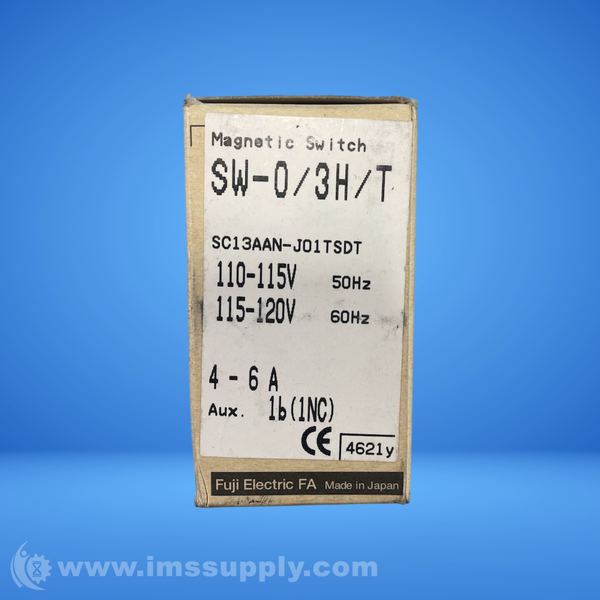 Magnetic Switch
SW-0/3H/T
SC13AAN-J01TSDT
110-115V 50Hz
115-120V 60Hz
4 - 6 A
Aux. 1b(1NC)
CE 4621y
Fuji Electric FA Made in Japan
www.imssupply.com